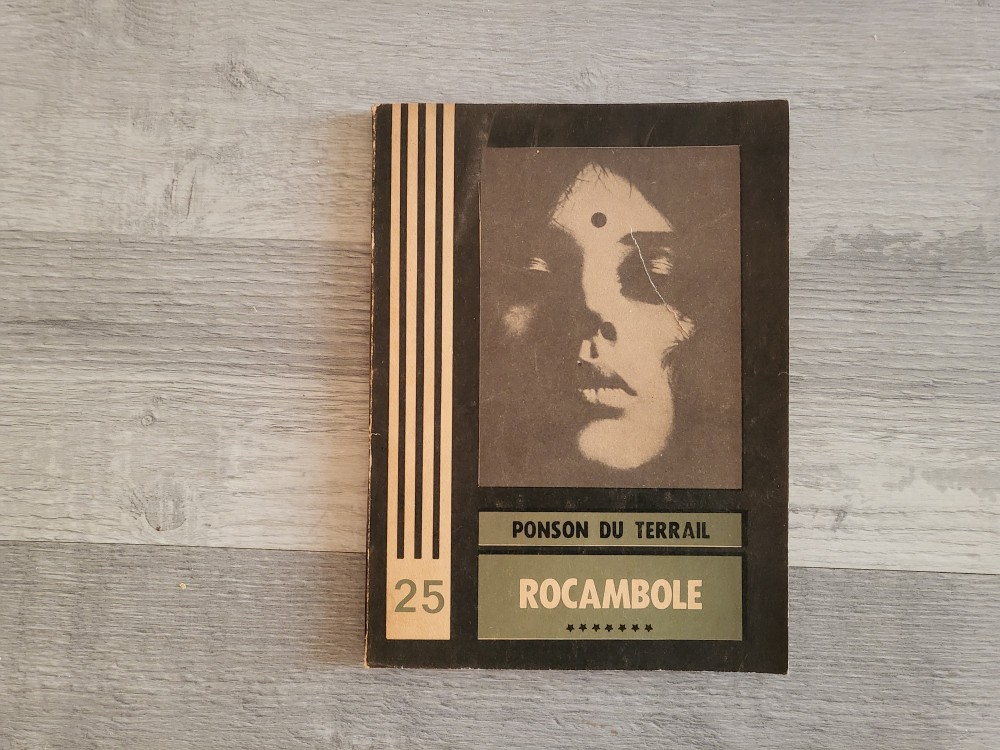 PONSON DU TERRAIL
25
ROCAMBOLE
★★★★★★★